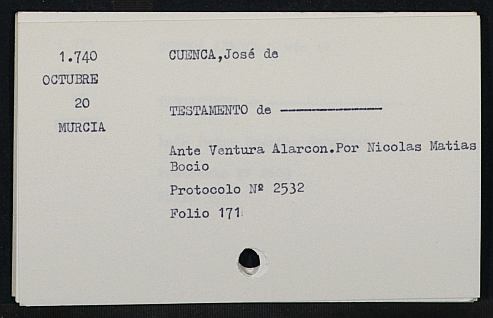 1.740
OCTUBRE
20
MURCIA
CUENCA,José de
TESTAMENTO de ——————
Ante Ventura Alarcon.Por Nicolas Matias
Bocio
Protocolo Nº 2532
Folio 171